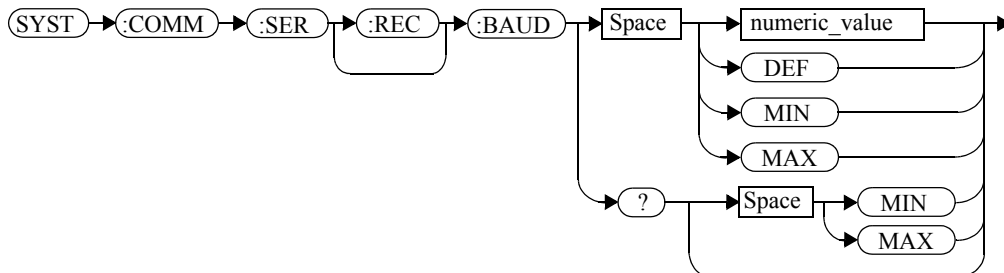 SYST :COMM :SER :REC :BAUD Space numeric_value
DEF
MIN
MAX
? Space MIN
MAX